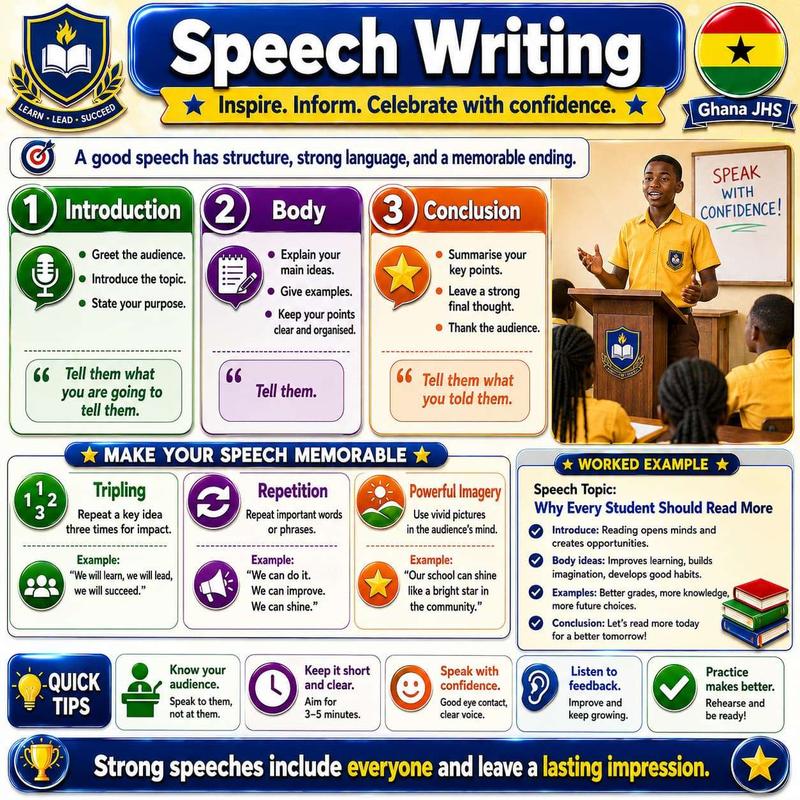 LEARN • LEAD • SUCCEED
Speech Writing
Inspire. Inform. Celebrate with confidence.
Ghana JHS
A good speech has structure, strong language, and a memorable ending.
1 Introduction
Greet the audience.
Introduce the topic.
State your purpose.
“ Tell them what
you are going to
tell them.
2 Body
Explain your
main ideas.
Give examples.
Keep your points
clear and organised.
“ Tell them.
3 Conclusion
Summarise your
key points.
Leave a strong
final thought.
Thank the audience.
“ Tell them what
you told them.
SPEAK
WITH
CONFIDENCE!
MAKE YOUR SPEECH MEMORABLE
1
1 2
3
Tripling
Repeat a key idea
three times for impact.
Example:
“We will learn, we will lead,
we will succeed.”
Repetition
Repeat important words
or phrases.
Example:
“We can do it.
We can improve.
We can shine.”
Powerful Imagery
Use vivid pictures
in the audience’s mind.
Example:
“Our school can shine
like a bright star in
the community.”
WORKED EXAMPLE
Speech Topic:
Why Every Student Should Read More
Introduce: Reading opens minds and
creates opportunities.
Body ideas: Improves learning, builds
imagination, develops good habits.
Examples: Better grades, more knowledge,
more future choices.
Conclusion: Let’s read more today
for a better tomorrow!
QUICK
TIPS
Know your
audience.
Speak to them,
not at them.
Keep it short
and clear.
Aim for
3–5 minutes.
Speak with
confidence.
Good eye contact,
clear voice.
Listen to
feedback.
Improve and
keep growing.
Practice
makes better.
Rehearse and
be ready!
Strong speeches include everyone and leave a lasting impression.